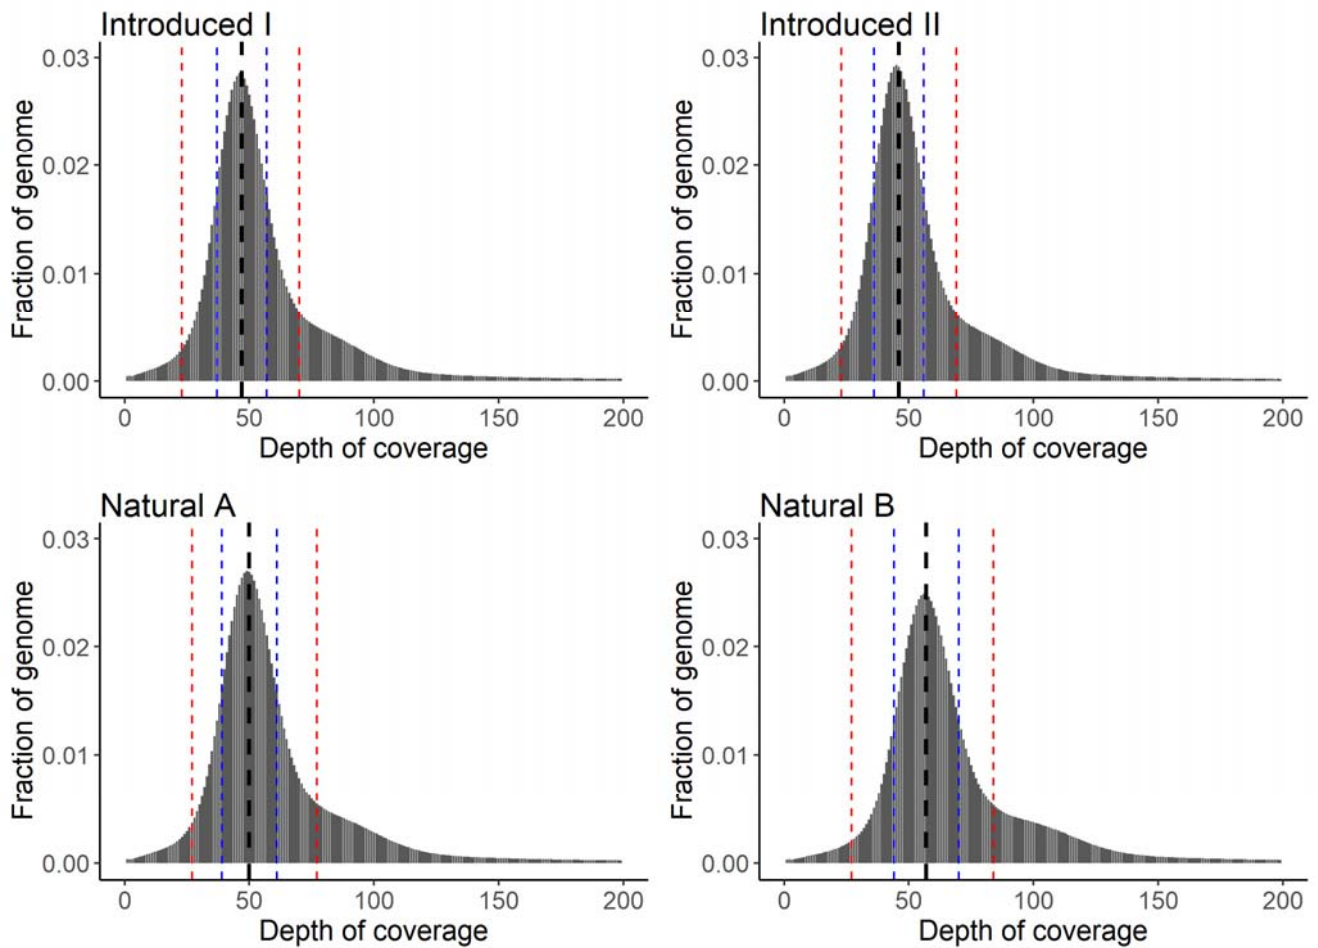 Introduced I
0.03
0.02
0.01
0.00
Fraction of genome
0 50 100 150 200
Depth of coverage
Introduced II
0.03
0.02
0.01
0.00
Fraction of genome
0 50 100 150 200
Depth of coverage
Natural A
0.03
0.02
0.01
0.00
Fraction of genome
0 50 100 150 200
Depth of coverage
Natural B
0.03
0.02
0.01
0.00
Fraction of genome
0 50 100 150 200
Depth of coverage